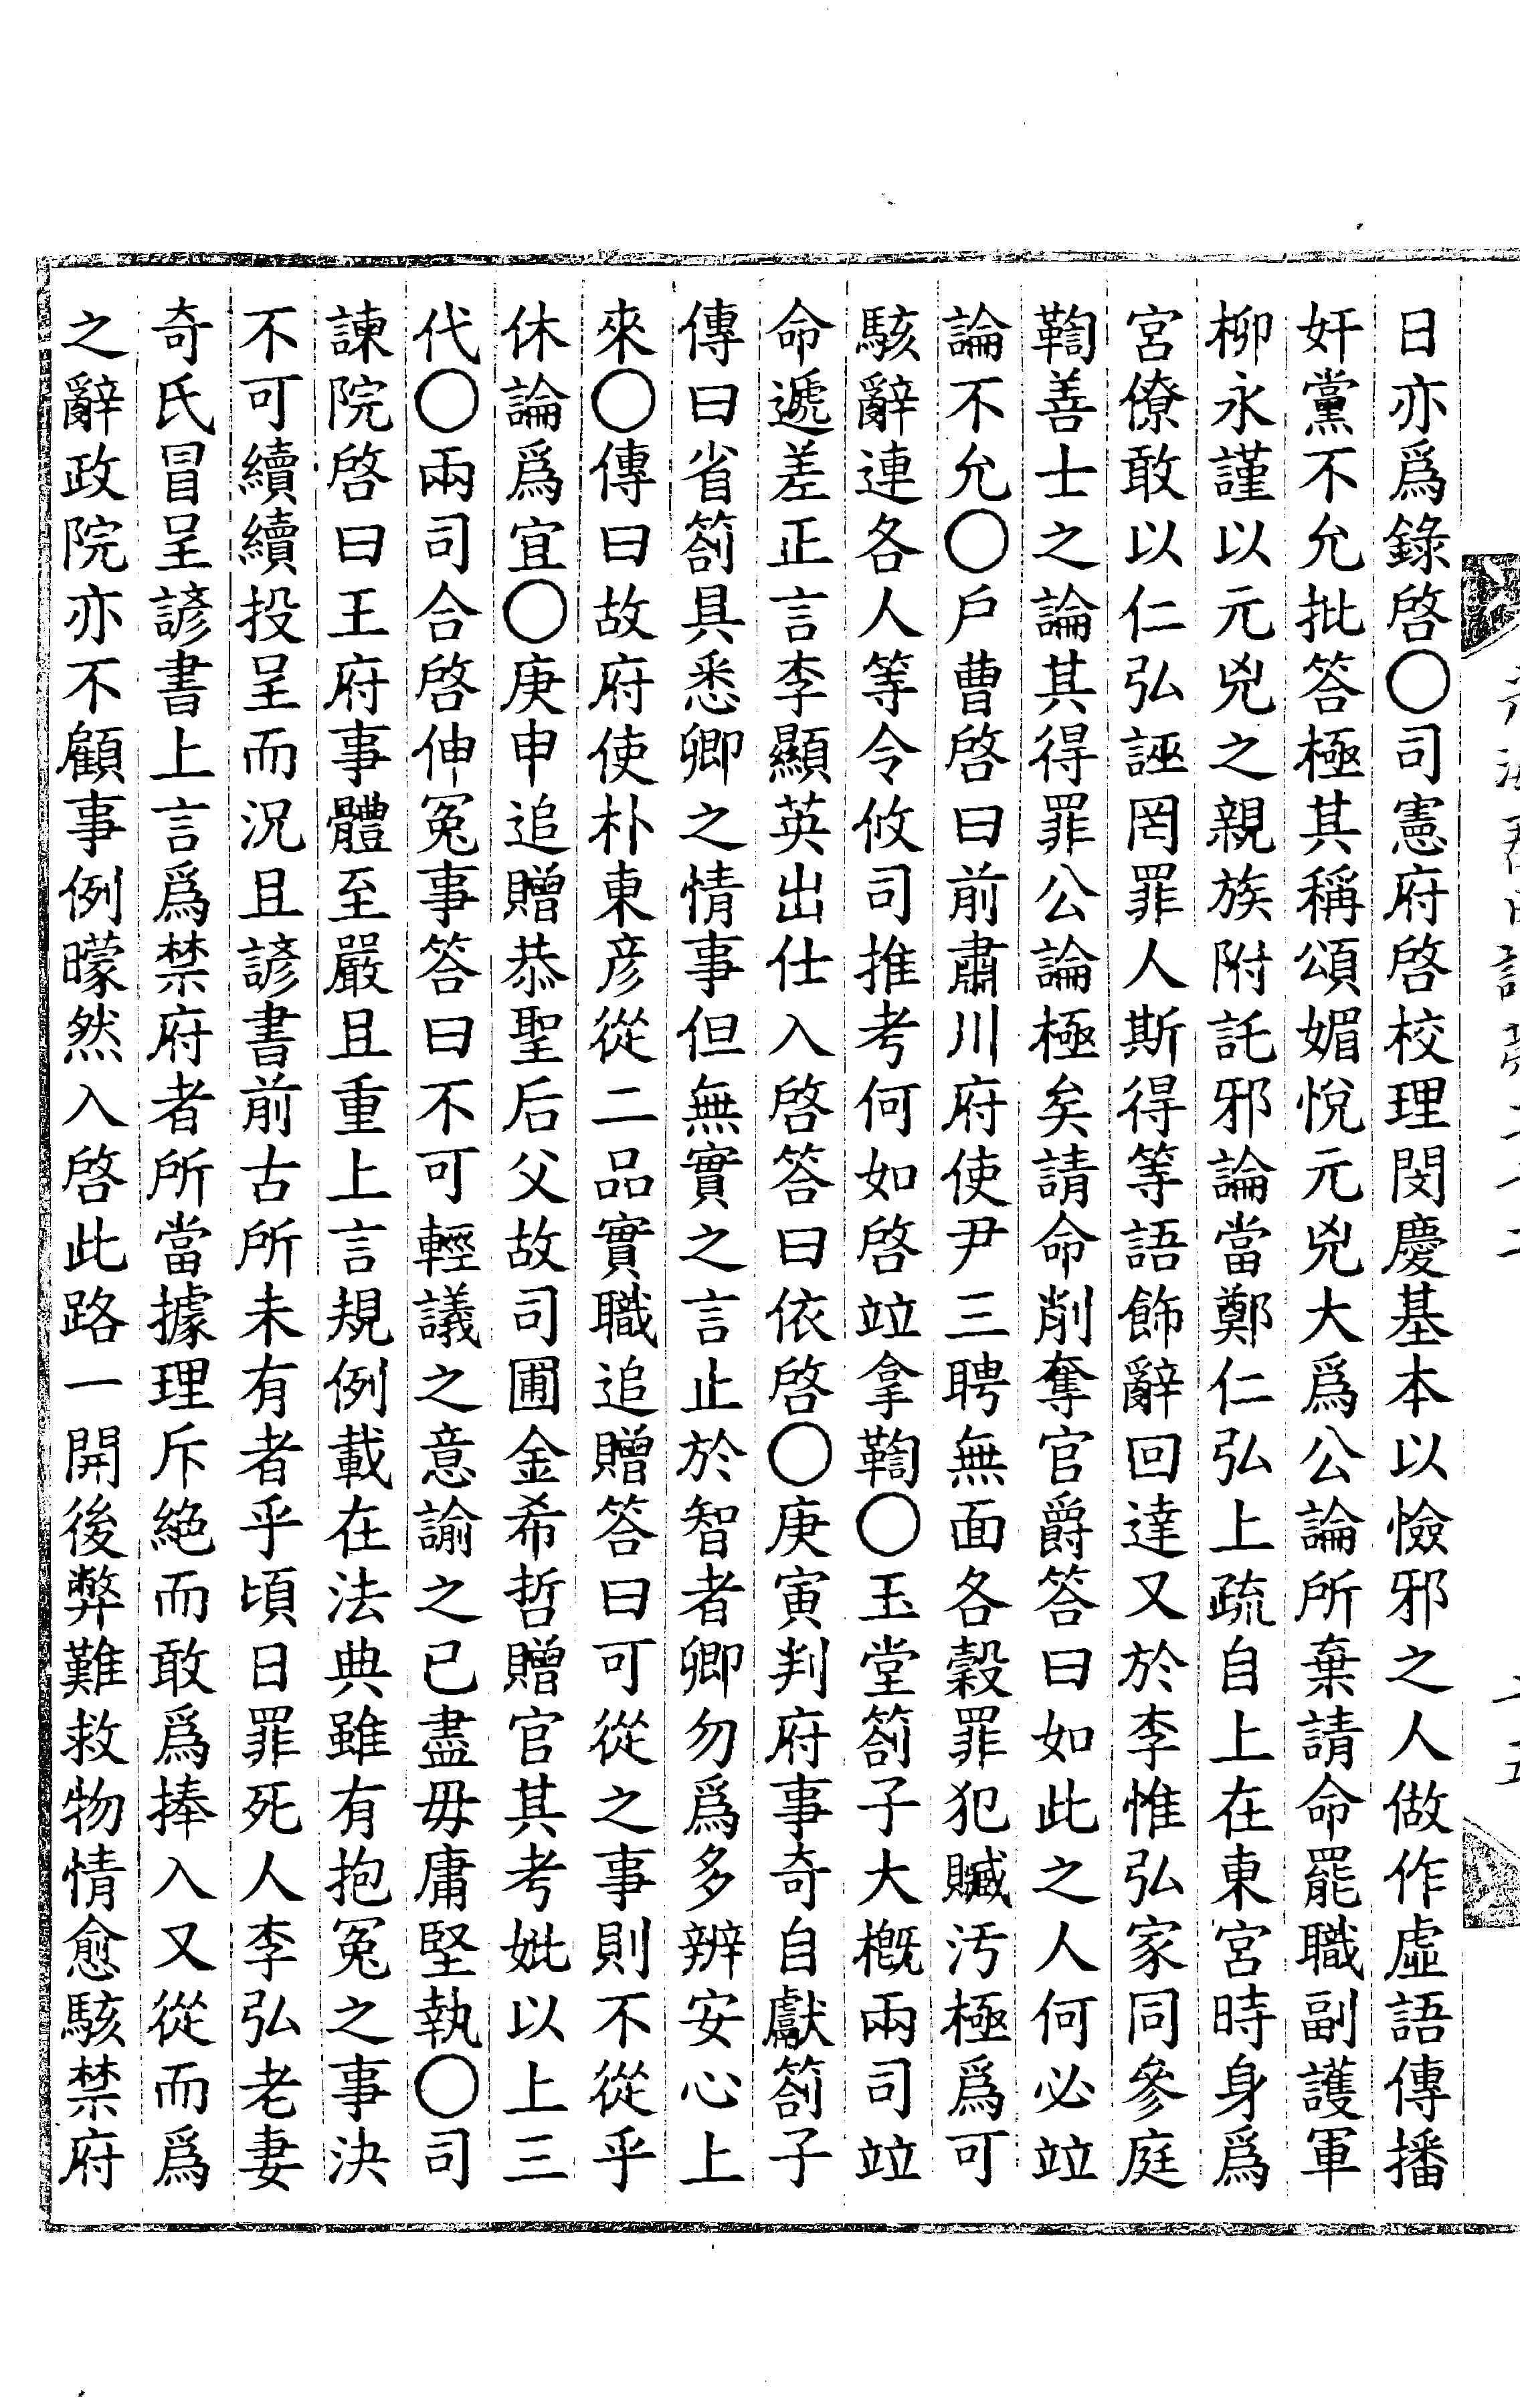 日亦爲錄啓〇司憲府啓校理閔慶基本以憸邪之人做作虛語傳播
奸黨不允批答極其稱頌媚悅元兇大爲公論所棄請命罷職副護軍
柳永謹以元兇之親族附託邪論當鄭仁弘上疏自上在東宮時身爲
宮僚敢以仁弘誣罔罪人斯得等語飾辭回達又於李惟弘家同參庭
鞫善士之論其得罪公論極矣請命削奪官爵答曰如此之人何必竝
論不允〇戶曹啓曰前肅川府使尹三聘無面各穀罪犯贓汚極爲可
駭辭連各人等令攸司推考何如啓竝拿鞫〇玉堂箚子大槪兩司竝
命遞差正言李顯英出仕入啓答曰依啓〇庚寅判府事奇自獻箚子
傳曰省箚具悉卿之情事但無實之言止於智者卿勿爲多辨安心上
來〇傳曰故府使朴東彦從二品實職追贈答曰可從之事則不從乎
休論爲宜〇庚申追贈恭聖后父故司圃金希哲贈官其考妣以上三
代〇兩司合啓伸冤事答曰不可輕議之意諭之已盡毋庸堅執〇司
諫院啓曰王府事體至嚴且重上言規例載在法典雖有抱冤之事決
不可續續投呈而況且諺書前古所未有者乎頃日罪死人李弘老妻
奇氏冒呈諺書上言爲禁府者所當據理斥絕而敢爲捧入又從而爲
之辭政院亦不顧事例曚然入啓此路一開後弊難救物情愈駭禁府